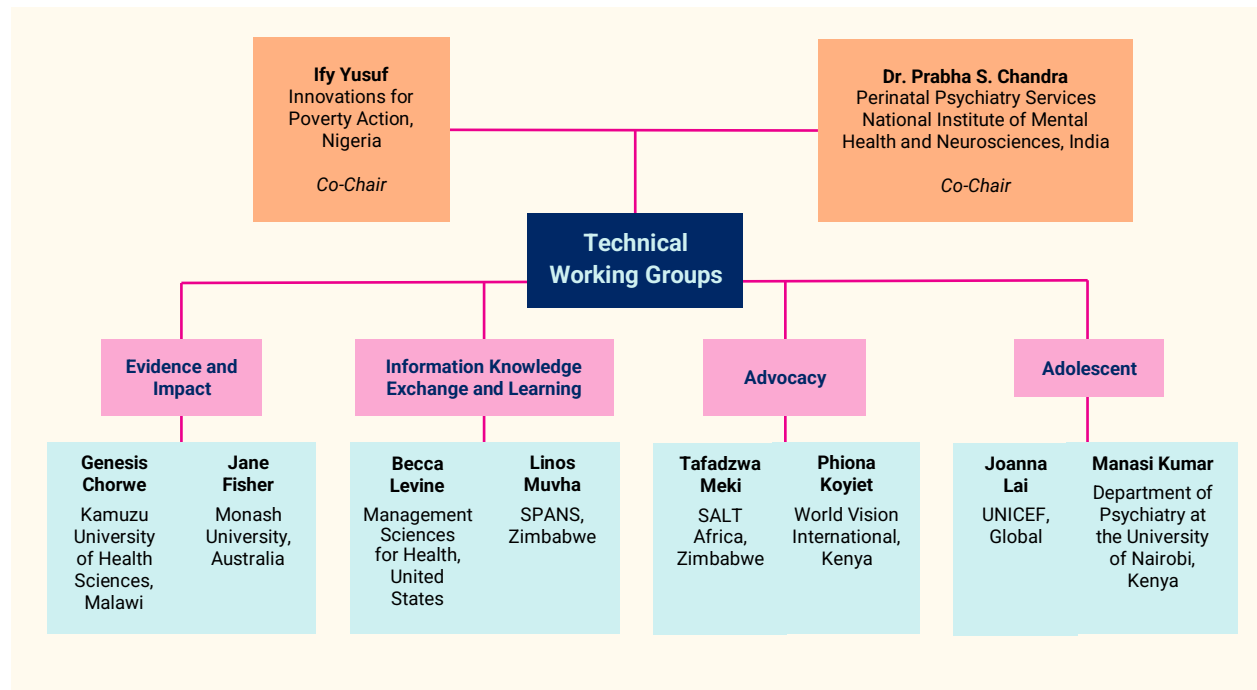 Ify Yusuf
Innovations for
Poverty Action,
Nigeria
Co-Chair
Dr. Prabha S. Chandra
Perinatal Psychiatry Services
National Institute of Mental
Health and Neurosciences, India
Co-Chair
Technical
Working Groups
Evidence and
Impact
Information Knowledge
Exchange and Learning
Advocacy
Adolescent
Genesis
Chorwe
Kamuzu
University
of Health
Sciences,
Malawi
Jane
Fisher
Monash
University,
Australia
Becca
Levine
Management
Sciences
for Health,
United
States
Linos
Muvha
SPANS,
Zimbabwe
Tafadzwa
Meki
SALT
Africa,
Zimbabwe
Phiona
Koyiet
World Vision
International,
Kenya
Joanna
Lai
UNICEF,
Global
Manasi Kumar
Department of
Psychiatry at
the University
of Nairobi,
Kenya